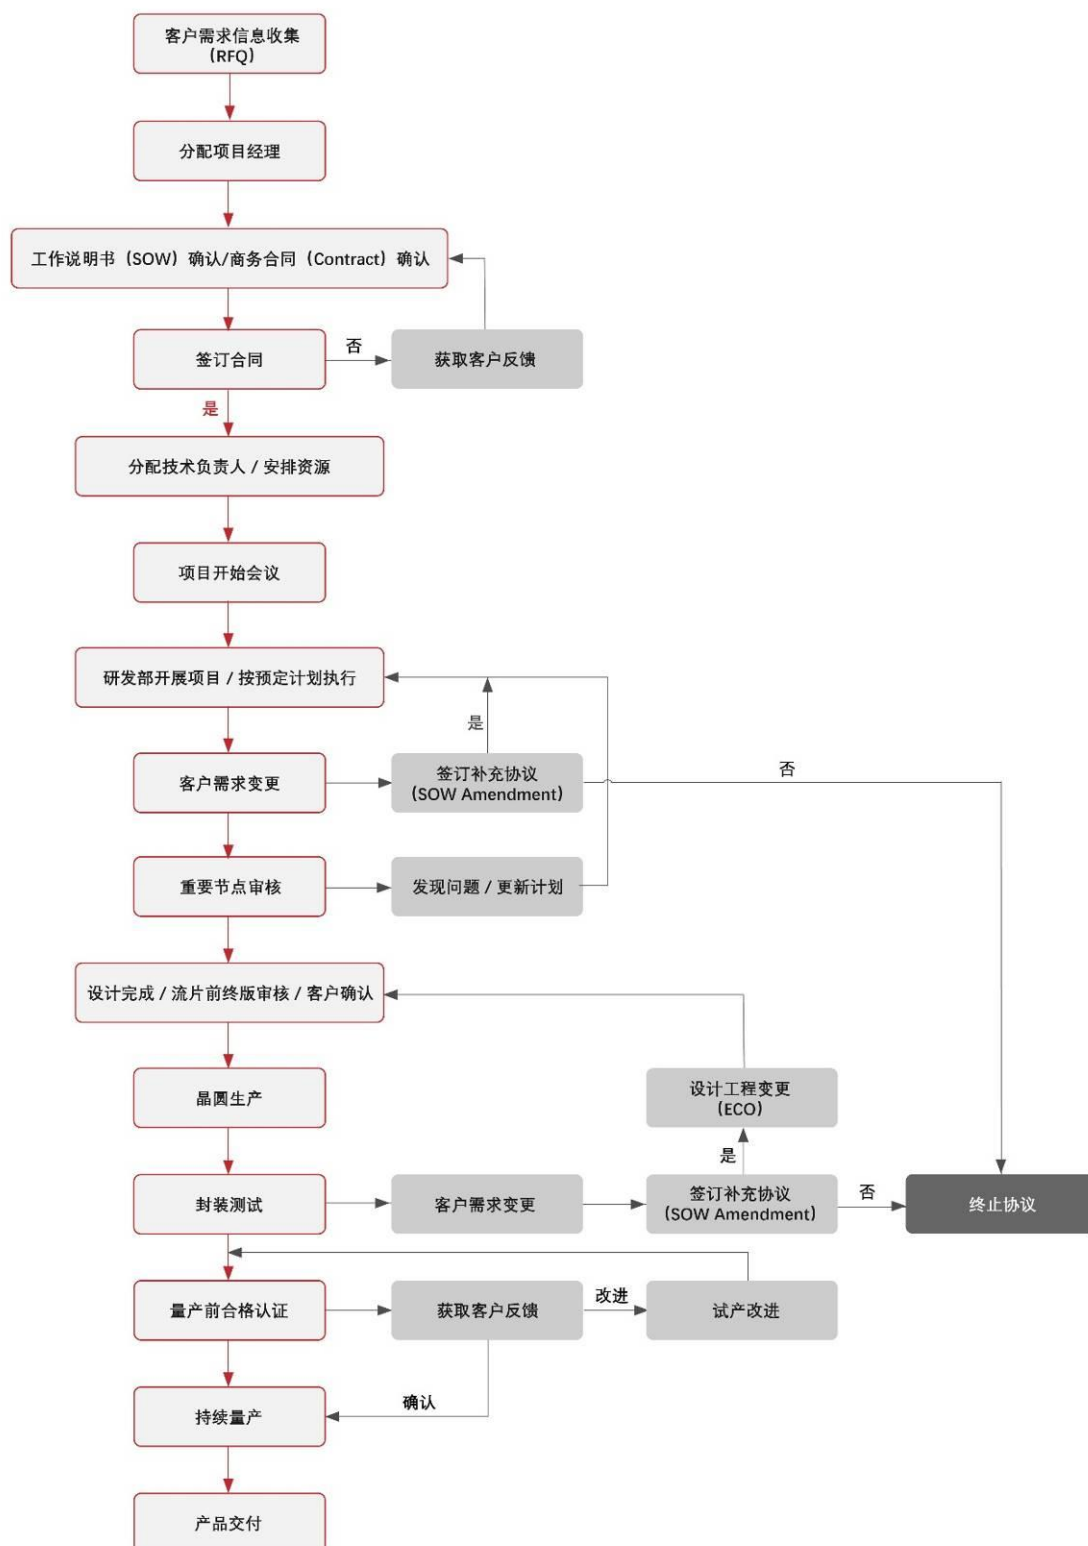 客户需求信息收集
(RFQ)
分配项目经理
工作说明书（SOW）确认/商务合同（Contract）确认
签订合同
否
获取客户反馈
是
分配技术负责人 / 安排资源
项目开始会议
研发部开展项目 / 按预定计划执行
是
客户需求变更
签订补充协议
(SOW Amendment)
否
重要节点审核
发现问题 / 更新计划
设计完成 / 流片前终版审核 / 客户确认
晶圆生产
设计工程变更
(ECO)
是
封装测试
客户需求变更
签订补充协议
(SOW Amendment)
否
终止协议
量产前合格认证
获取客户反馈
改进
试产改进
确认
持续量产
产品交付